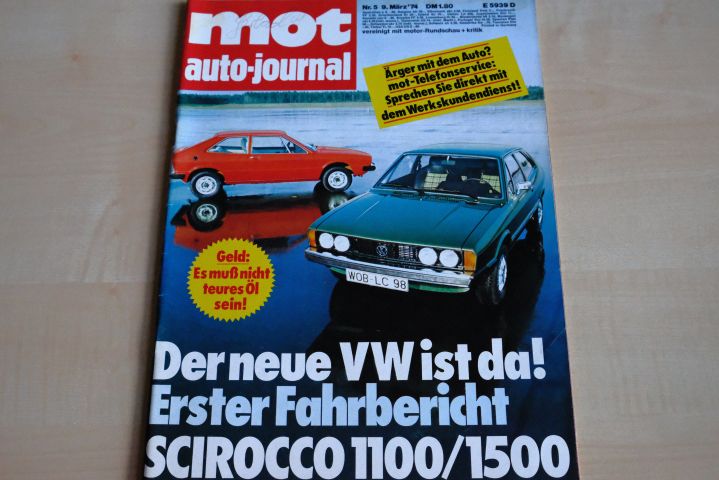 mot
auto-journal
Nr. 5 9. März '74 DM 1.80 E 5939 D
vereinigt mit motor-Rundschau + kritik
Ärger mit dem Auto?
mot-Telefonservice:
Sprechen Sie direkt mit
dem Werkskundendienst!
Geld:
Es muß nicht
teures Öl
sein!
WOB-LC 98
Der neue VW ist da!
Erster Fahrbericht
SCIROCCO 1100/1500